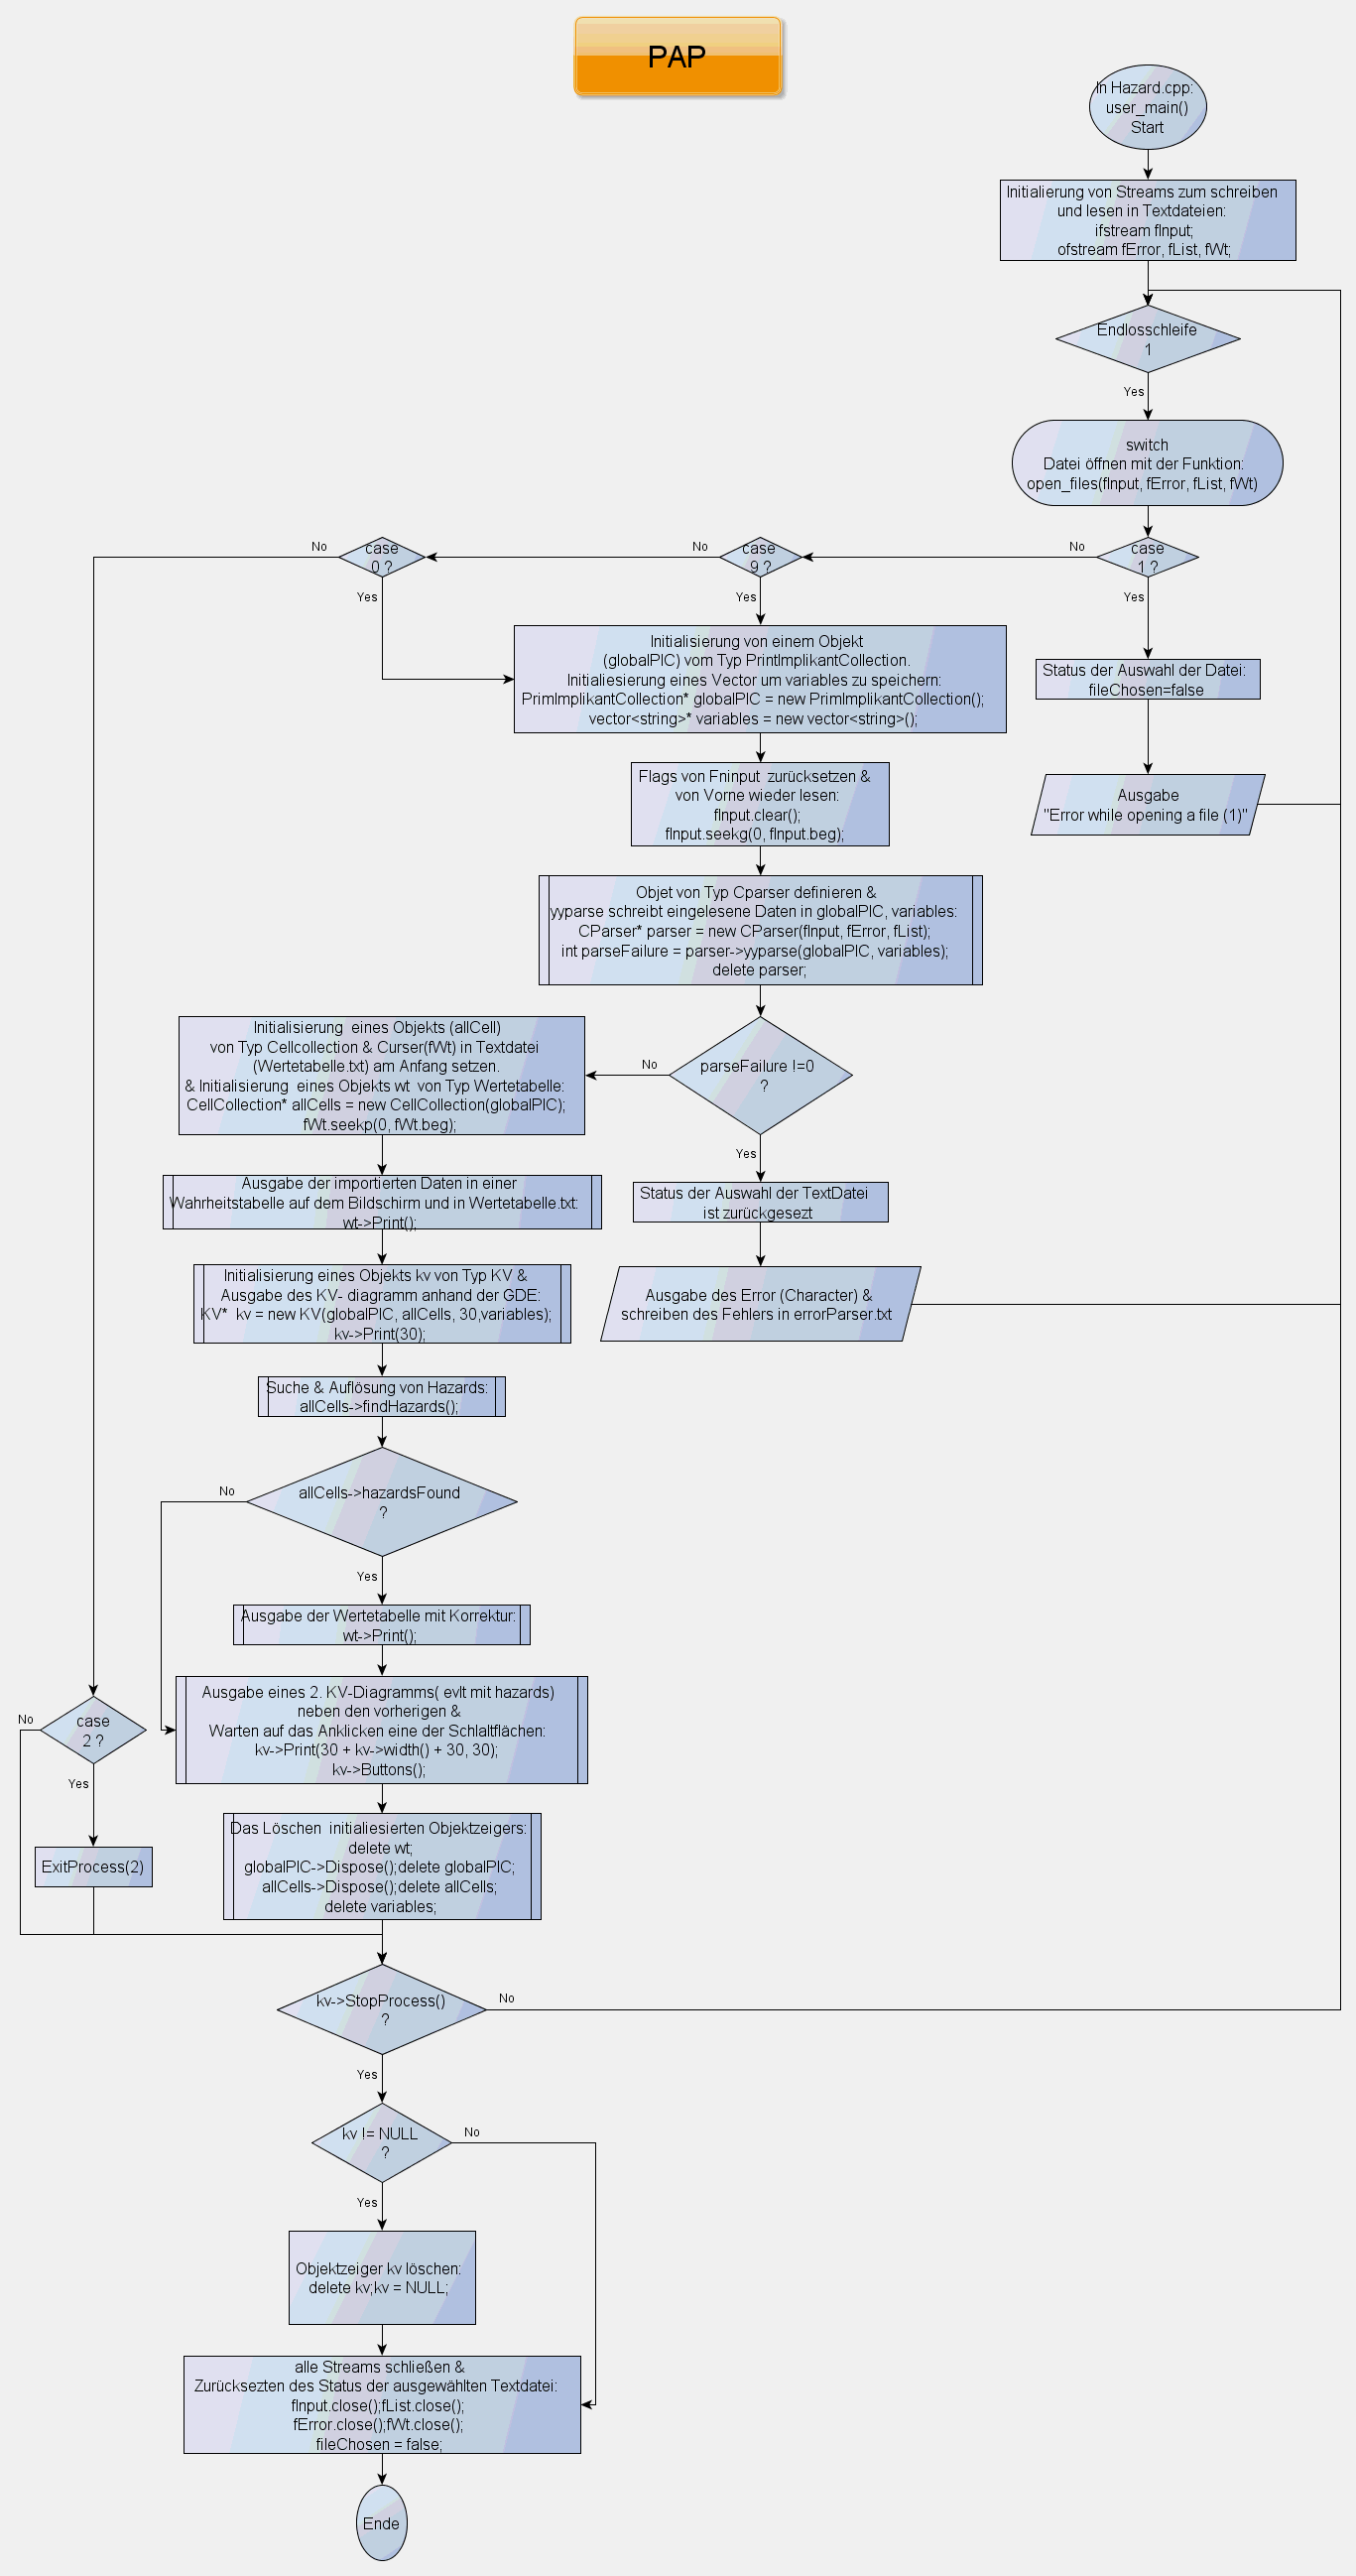 PAP
In Hazard.cpp:
user_main()
Start
Initialierung von Streams zum schreiben
und lesen in Textdateien:
ifstream fInput;
ofstream fError, fList, fWt;
Endlosschleife
1
Yes
switch
Datei öffnen mit der Funktion:
open_files(fInput, fError, fList, fWt)
case
1 ?
No
Yes
case
9 ?
No
Yes
case
0 ?
No
Yes
Status der Auswahl der Datei:
fileChosen=false
Ausgabe
"Error while opening a file (1)"
Initialisierung von einem Objekt
(globalPIC) vom Typ PrintImplikantCollection.
Initialiesierung eines Vector um variables zu speichern:
PrimImplikantCollection* globalPIC = new PrimImplikantCollection();
vector<string>* variables = new vector<string>();
Flags von Fninput  zurücksetzen &
von Vorne wieder lesen:
fInput.clear();
fInput.seekg(0, fInput.beg);
Objet von Typ Cparser definieren &
yyparse schreibt eingelesene Daten in globalPIC, variables:
CParser* parser = new CParser(fInput, fError, fList);
int parseFailure = parser->yyparse(globalPIC, variables);
delete parser;
parseFailure !=0
?
No
Yes
Status der Auswahl der TextDatei
ist zurückgesezt
Ausgabe des Error (Character) &
schreiben des Fehlers in errorParser.txt
Initialisierung  eines Objekts (allCell)
von Typ Cellcollection & Curser(fWt) in Textdatei
(Wertetabelle.txt) am Anfang setzen.
& Initialisierung  eines Objekts wt  von Typ Wertetabelle:
CellCollection* allCells = new CellCollection(globalPIC);
fWt.seekp(0, fWt.beg);
Ausgabe der importierten Daten in einer
Wahrheitstabelle auf dem Bildschirm und in Wertetabelle.txt:
wt->Print();
Initialisierung eines Objekts kv von Typ KV &
Ausgabe des KV- diagramm anhand der GDE:
KV*  kv = new KV(globalPIC, allCells, 30,variables);
kv->Print(30);
Suche & Auflösung von Hazards:
allCells->findHazards();
allCells->hazardsFound
?
No
Yes
Ausgabe der Wertetabelle mit Korrektur:
wt->Print();
Ausgabe eines 2. KV-Diagramms( evlt mit hazards)
neben den vorherigen &
Warten auf das Anklicken eine der Schlaltflächen:
kv->Print(30 + kv->width() + 30, 30);
kv->Buttons();
case
2 ?
No
Yes
ExitProcess(2)
Das Löschen  initialiesierten Objektzeigers:
delete wt;
globalPIC->Dispose();delete globalPIC;
allCells->Dispose();delete allCells;
delete variables;
kv->StopProcess()
?
No
Yes
kv != NULL
?
No
Yes
Objektzeiger kv löschen:
delete kv;kv = NULL;
alle Streams schließen &
Zurücksezten des Status der ausgewählten Textdatei:
fInput.close();fList.close();
fError.close();fWt.close();
fileChosen = false;
Ende